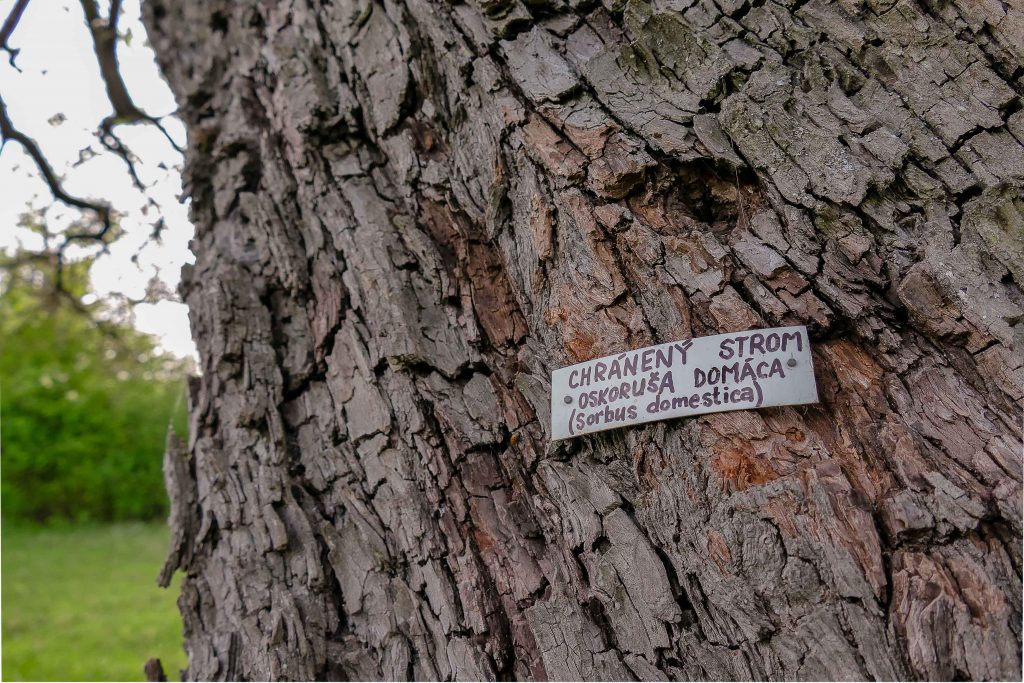 CHRÁNENÝ STROM
OSKORUŠA DOMÁCA
(sorbus domestica)